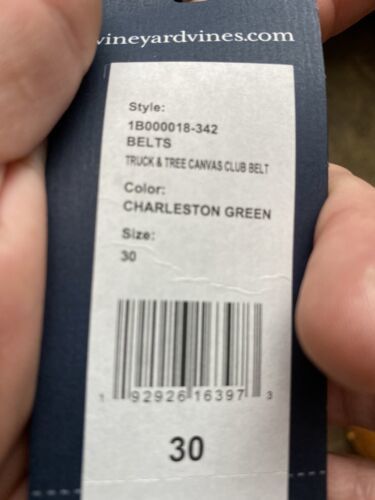 vineyardvines.com
Style:
1B000018-342
BELTS
TRUCK & TREE CANVAS CLUB BELT
Color:
CHARLESTON GREEN
Size:
30
1 92926 16397 3
30